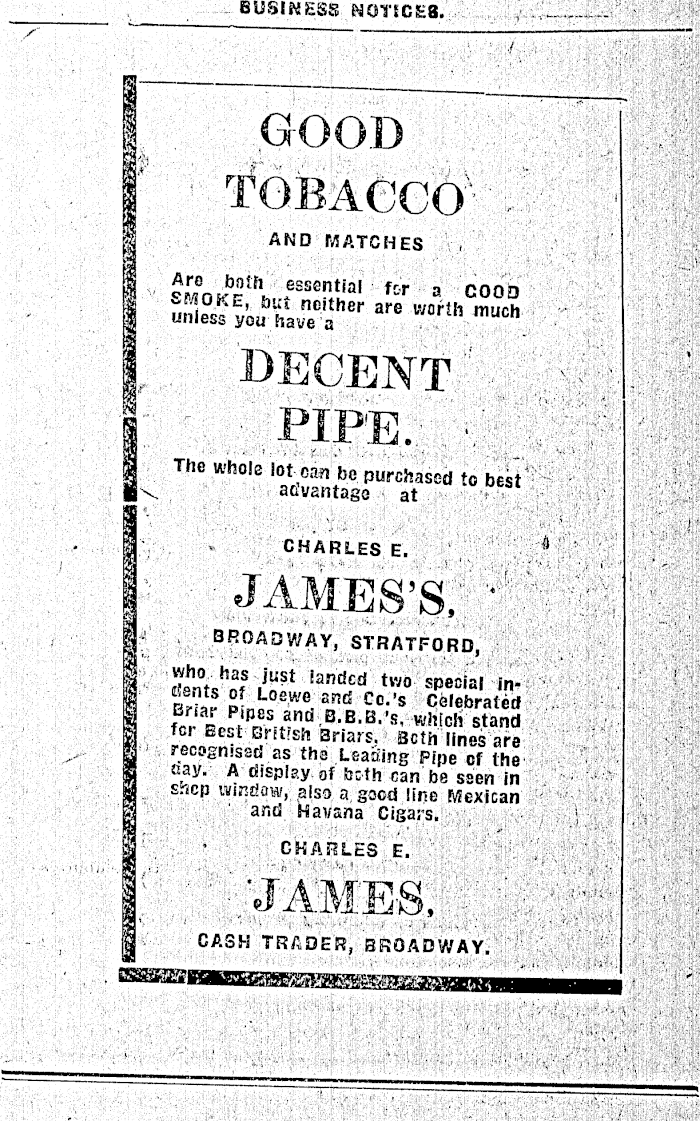 BUSINESS NOTICES.
GOOD
TOBACCO
AND MATCHES
Are both essential for a GOOD
SMOKE, but neither are worth much
unless you have a
DECENT
PIPE.
The whole lot can be purchased to best
advantage at
CHARLES E.
JAMES'S,
BROADWAY, STRATFORD,
who has just landed two special in-
dents of Loewe and Co.'s Celebrated
Briar Pipes and B.B.B.'s, which stand
for Best British Briars. Both lines are
recognised as the Leading Pipe of the
day. A display of both can be seen in
shop window, also a good line Mexican
and Havana Cigars.
CHARLES E.
JAMES,
CASH TRADER, BROADWAY.